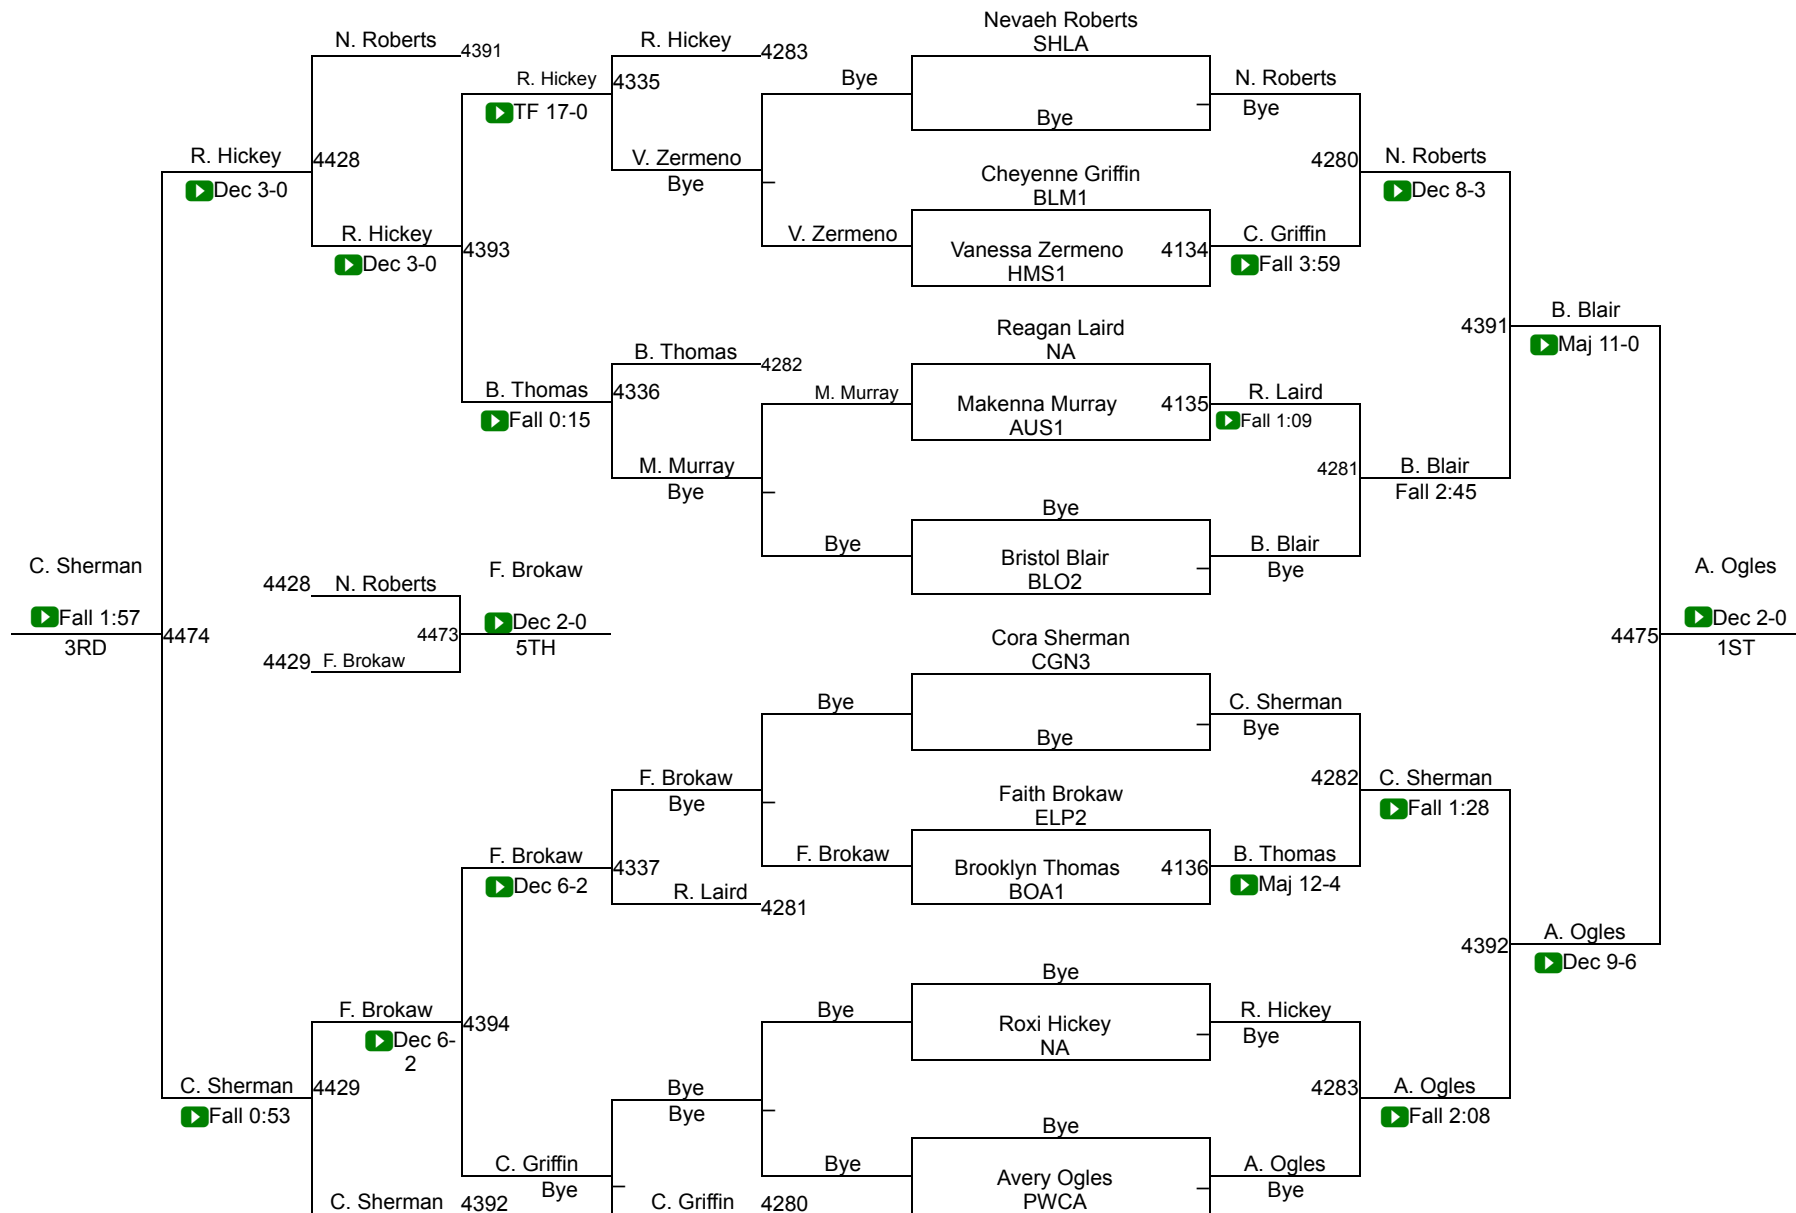 Nevaeh Roberts
SHLA
N. Roberts
4391
R. Hickey
4283
R. Hickey
4335
Bye
N. Roberts
TF 17-0
Bye
Bye
R. Hickey
4428
V. Zermeno
Bye
4280
N. Roberts
Dec 3-0
Cheyenne Griffin
BLM1
Dec 8-3
R. Hickey
4393
V. Zermeno
Vanessa Zermeno
4134
C. Griffin
Dec 3-0
HMS1
Fall 3:59
Reagan Laird
NA
4391
B. Blair
B. Thomas
4282
Maj 11-0
B. Thomas
4336
M. Murray
Makenna Murray
4135
R. Laird
Fall 0:15
AUS1
Fall 1:09
M. Murray
Bye
4281
B. Blair
Fall 2:45
Bye
Bye
Bristol Blair
B. Blair
BLO2
Bye
C. Sherman
4428
N. Roberts
F. Brokaw
A. Ogles
Fall 1:57
4474
4473
Dec 2-0
4475
Dec 2-0
3RD
5TH
1ST
4429
F. Brokaw
Cora Sherman
CGN3
Bye
C. Sherman
Bye
Bye
F. Brokaw
Bye
4282
C. Sherman
Faith Brokaw
ELP2
Fall 1:28
F. Brokaw
4337
F. Brokaw
Brooklyn Thomas
4136
B. Thomas
Dec 6-2
R. Laird
4281
BOA1
Maj 12-4
4392
A. Ogles
Dec 9-6
Bye
F. Brokaw
4394
Bye
Roxi Hickey
R. Hickey
Dec 6-
2
NA
Bye
C. Sherman
4429
Bye
Bye
4283
A. Ogles
Fall 0:53
Bye
Fall 2:08
C. Griffin
Bye
Bye
Avery Ogles
A. Ogles
PWCA
Bye
C. Sherman
4392
C. Griffin
4280